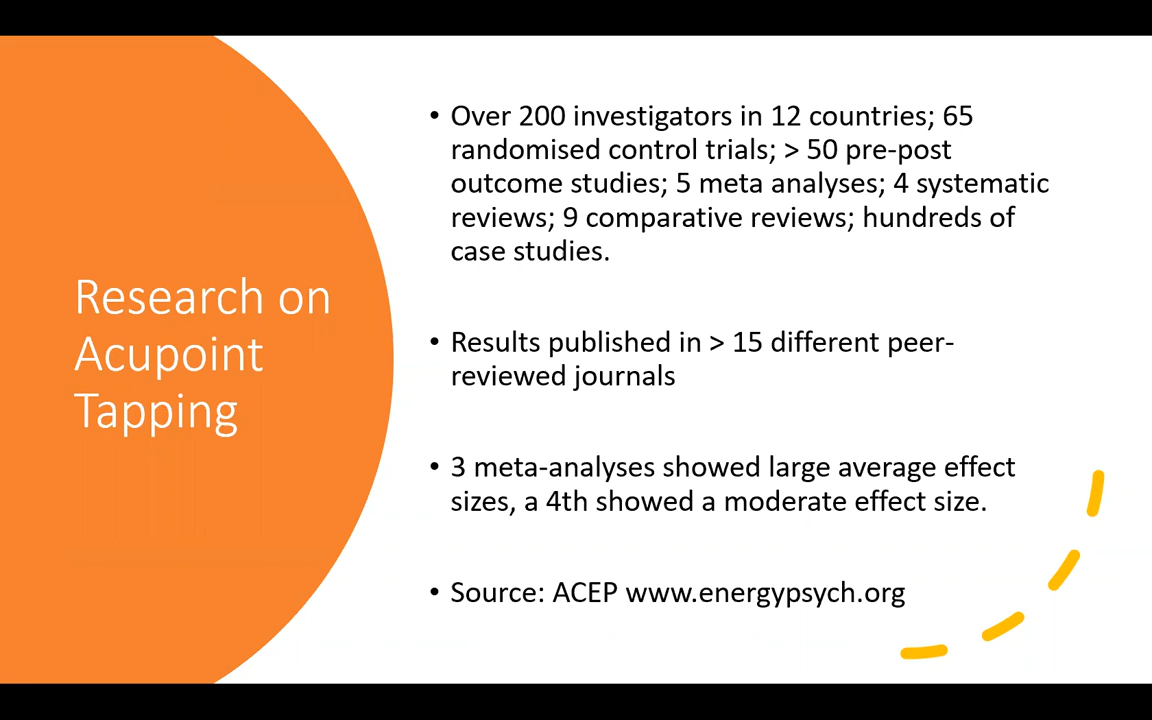 Research on
Acupoint
Tapping
• Over 200 investigators in 12 countries; 65
randomised control trials; > 50 pre-post
outcome studies; 5 meta analyses; 4 systematic
reviews; 9 comparative reviews; hundreds of
case studies.
• Results published in > 15 different peer-
reviewed journals
• 3 meta-analyses showed large average effect
sizes, a 4th showed a moderate effect size.
• Source: ACEP www.energypsych.org